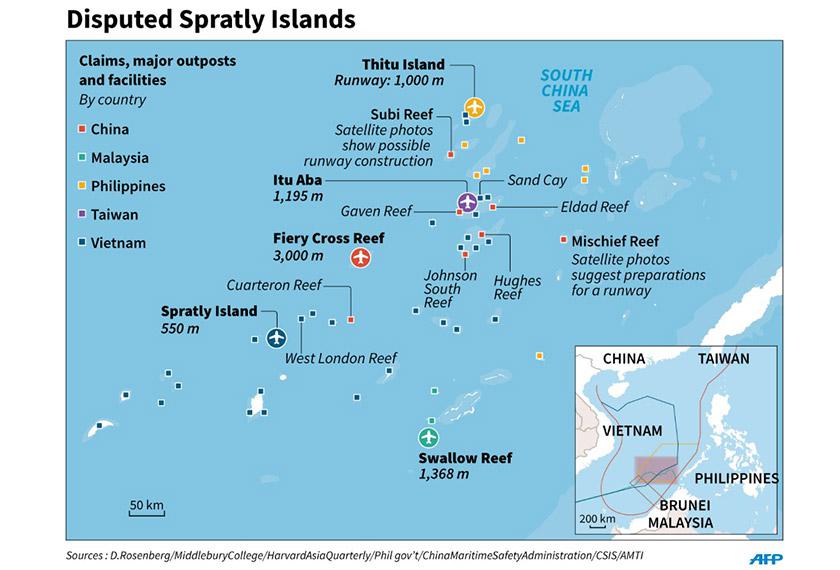 Disputed Spratly Islands
Claims, major outposts
and facilities
By country
China
Malaysia
Philippines
Taiwan
Vietnam
Thitu Island
Runway: 1,000 m
SOUTH
CHINA
SEA
Subi Reef
Satellite photos
show possible
runway construction
Itu Aba
1,195 m
Sand Cay
Gaven Reef
Eldad Reef
Fiery Cross Reef
3,000 m
Mischief Reef
Satellite photos
suggest preparations
for a runway
Johnson
South
Reef
Hughes
Reef
Cuarteron Reef
Spratly Island
550 m
West London Reef
Swallow Reef
1,368 m
50 km
CHINA
TAIWAN
VIETNAM
PHILIPPINES
BRUNEI
MALAYSIA
200 km
Sources : D.Rosenberg/MiddleburyCollege/HarvardAsiaQuarterly/Phil gov't/ChinaMaritimeSafetyAdministration/CSIS/AMTI
AFP